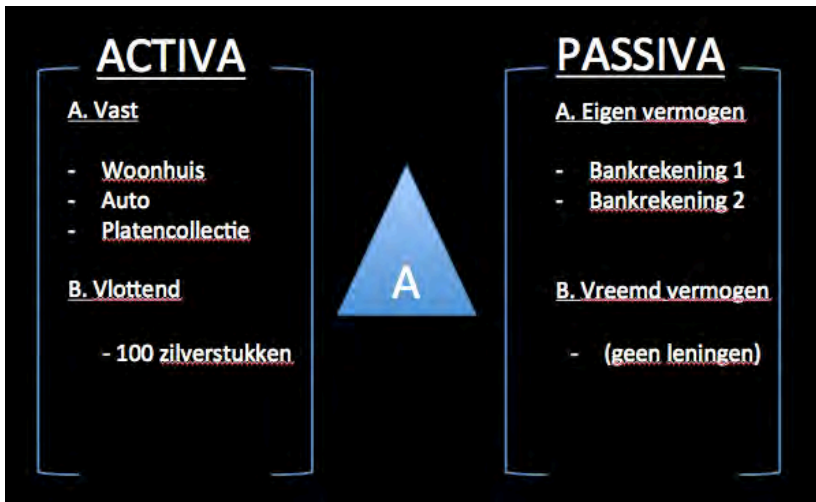 ACTIVA
A. Vast
- Woonhuis
- Auto
- Platencollectie
B. Vlottend
- 100 zilverstukken
A
PASSIVA
A. Eigen vermogen
- Bankrekening 1
- Bankrekening 2
B. Vreemd vermogen
- (geen leningen)